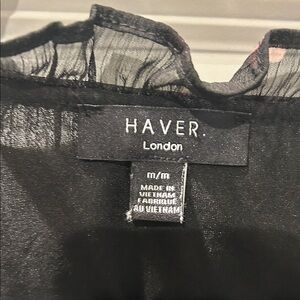 HAVER.
London
m/m
MADE IN
VIETNAM
FABRIQUÉ
AU VIETNAM